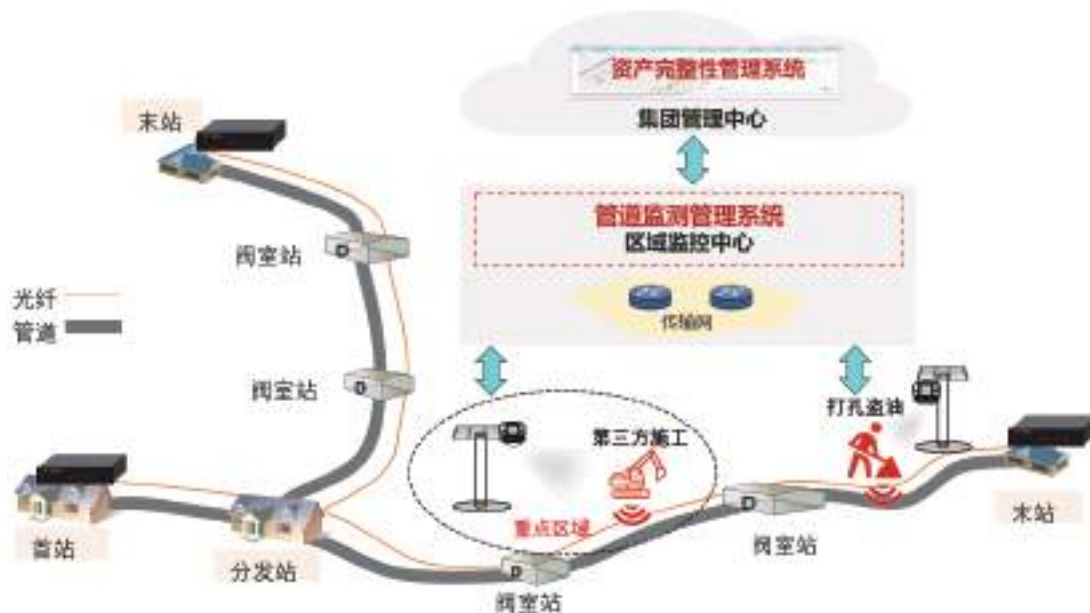 资产完整性管理系统
集团管理中心
末站
管道监测管理系统
区域监控中心
阀室站
光纤
管道
传输网
阀室站
打孔盗油
第三方施工
重点区域
首站
分发站
阀室站
阀室站
末站